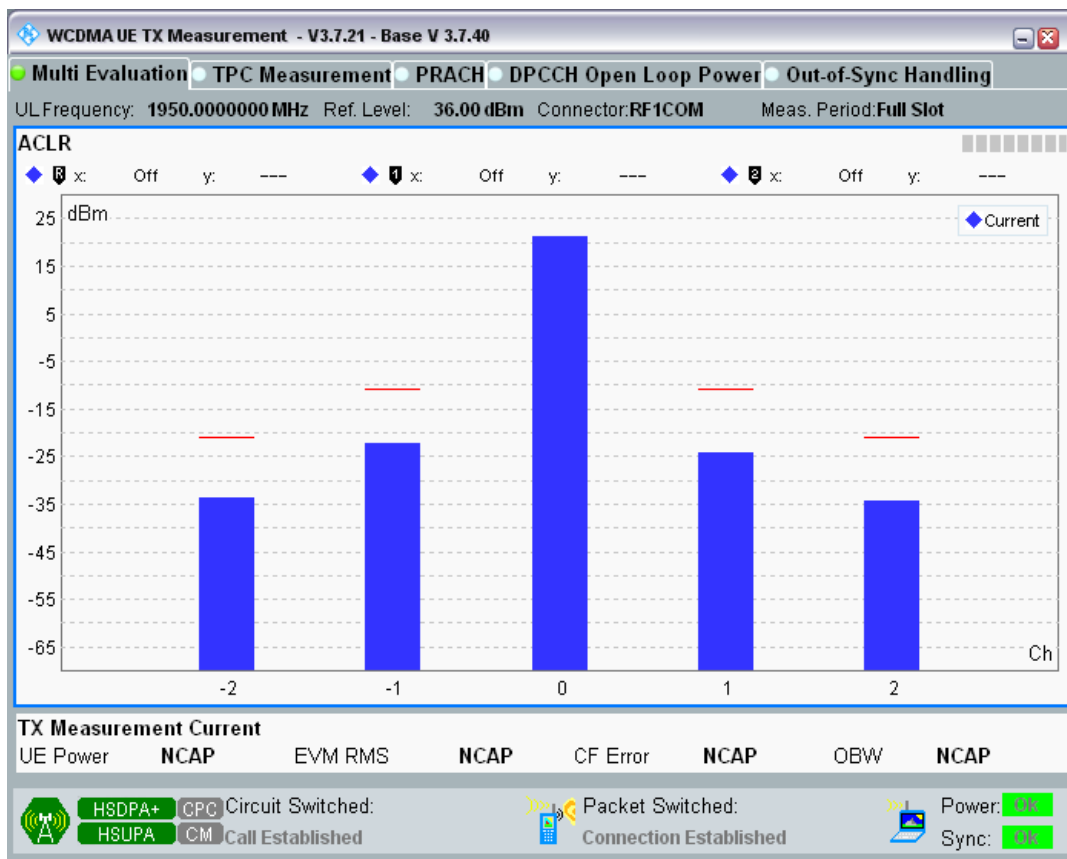 WCDMA UE TX Measurement - V3.7.21 - Base V 3.7.40
Multi Evaluation TPC Measurement PRACH DPCCH Open Loop Power Out-of-Sync Handling
UL Frequency: 1950.0000000 MHz Ref. Level: 36.00 dBm Connector:RF1COM Meas. Period:Full Slot
ACLR
R x: Off y: --- 1 x: Off y: --- 2 x: Off y: ---
dBm
Current
25
15
5
-5
-15
-25
-35
-45
-55
-65
Ch
-2 -1 0 1 2
TX Measurement Current
UE Power NCAP EVM RMS NCAP CF Error NCAP OBW NCAP
HSDPA+ CPC Circuit Switched: Packet Switched: Power: OK
HSUPA CM Call Established Connection Established Sync: OK